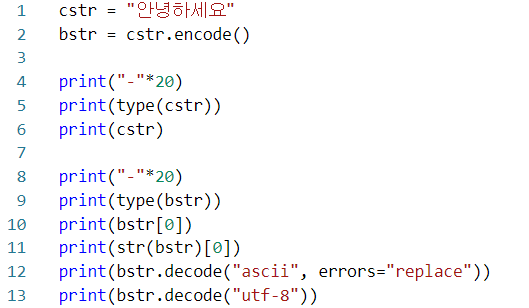 1 cstr = "안녕하세요"
2 bstr = cstr.encode()
3
4 print("-"*20)
5 print(type(cstr))
6 print(cstr)
7
8 print("-"*20)
9 print(type(bstr))
10 print(bstr[0])
11 print(str(bstr)[0])
12 print(bstr.decode("ascii", errors="replace"))
13 print(bstr.decode("utf-8"))